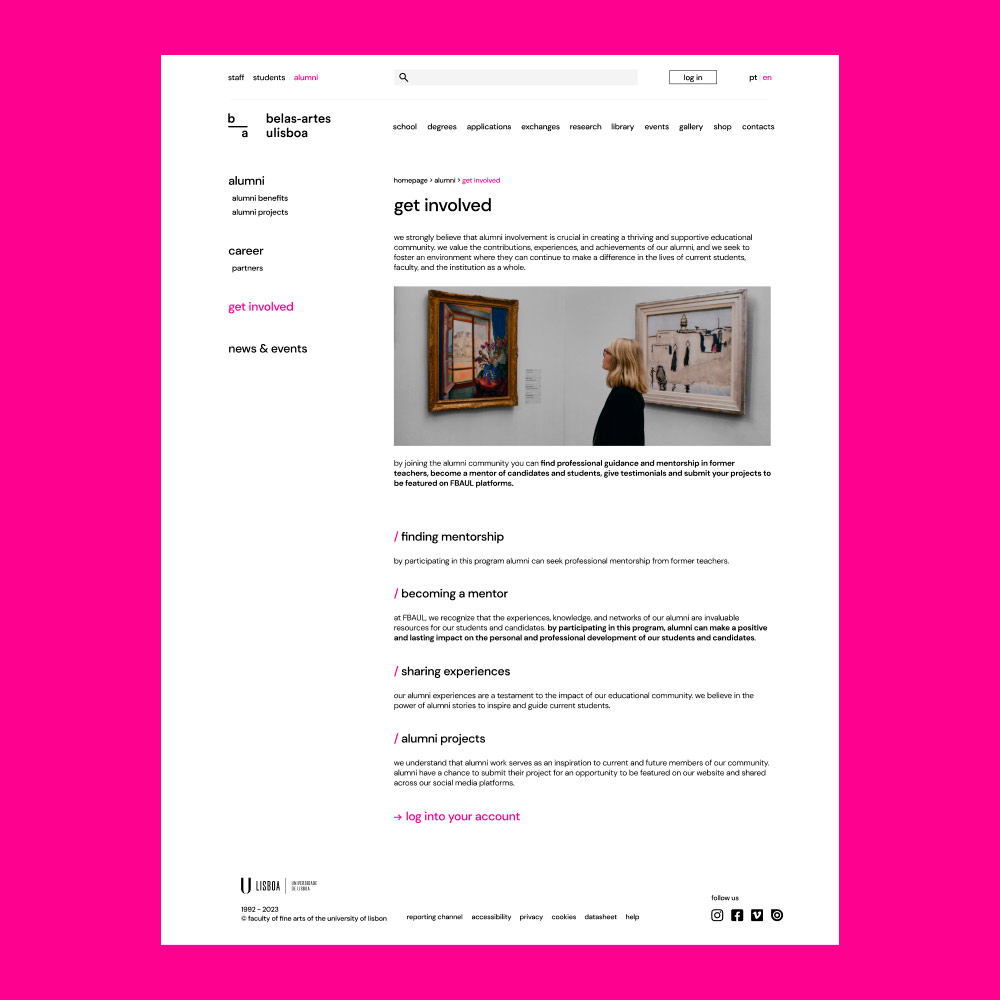 staff students alumni
log in
pt en
b
a
belas-artes
ulisboa
school degrees applications exchanges research library events gallery shop contacts
alumni
alumni benefits
alumni projects
career
partners
get involved
news & events
homepage > alumni > get involved
get involved
we strongly believe that alumni involvement is crucial in creating a thriving and supportive educational
community. we value the contributions, experiences, and achievements of our alumni, and we seek to
foster an environment where they can continue to make a difference in the lives of current students,
faculty, and the institution as a whole.
by joining the alumni community you can find professional guidance and mentorship in former
teachers, become a mentor of candidates and students, give testimonials and submit your projects to
be featured on FBAUL platforms.
/ finding mentorship
by participating in this program alumni can seek professional mentorship from former teachers.
/ becoming a mentor
at FBAUL, we recognize that the experiences, knowledge, and networks of our alumni are invaluable
resources for our students and candidates. by participating in this program, alumni can make a positive
and lasting impact on the personal and professional development of our students and candidates.
/ sharing experiences
our alumni experiences are a testament to the impact of our educational community. we believe in the
power of alumni stories to inspire and guide current students.
/ alumni projects
we understand that alumni work serves as an inspiration to current and future members of our community.
alumni have a chance to submit their project for an opportunity to be featured on our website and shared
across our social media platforms.
→ log into your account
U LISBOA
UNIVERSIDADE
DE LISBOA
1992 - 2023
© faculty of fine arts of the university of lisbon
reporting channel accessibility privacy cookies datasheet help
follow us